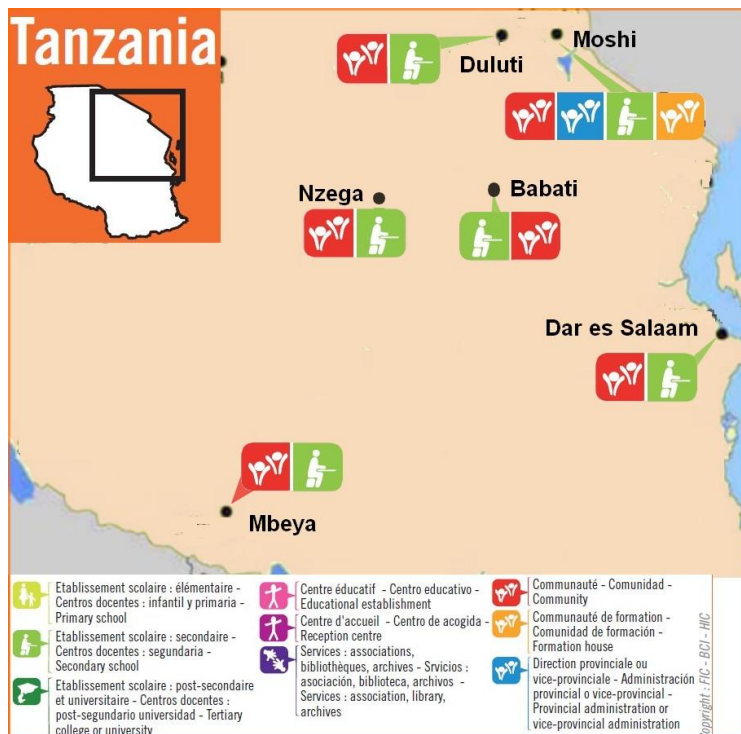 Tanzania
Moshi
Duluti
Nzega
Babati
Dar es Salaam
Mbeya
Etablissement scolaire : élémentaire -
Centros docentes : infantil y primaria -
Primary school
Etablissement scolaire : secondaire -
Centros docentes : segundaria -
Secondary school
Etablissement scolaire : post-secondaire
et universitaire - Centros docentes :
post-segundario universidad - Tertiary
college or university
Centre éducatif - Centro educativo -
Educational establishment
Centre d'accueil - Centro de acogida -
Reception centre
Services : associations,
bibliothèques, archives - Srvicios :
asociación, biblioteca, archivos -
Services : association, library,
archives
Communauté - Comunidad -
Community
Communauté de formation -
Comunidad de formación -
Formation house
Direction provinciale ou
vice-provinciale - Administración
provincial o vice-provincial -
Provincial administration or
vice-provincial administration
Copyright : FIC - BCI - HIC